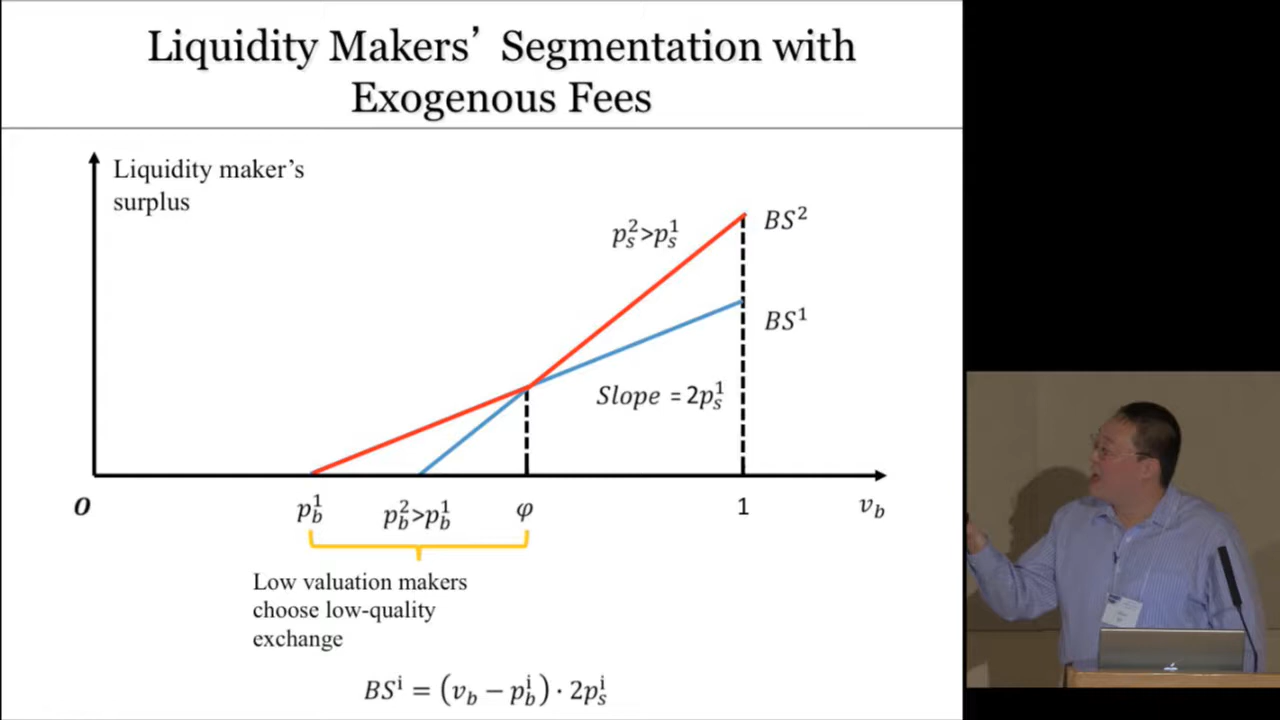 Liquidity Makers’ Segmentation with
Exogenous Fees
Liquidity maker’s
surplus
p_s^2>p_s^1
BS^2
BS^1
Slope = 2p_s^1
O
p_b^1
p_b^2>p_b^1
φ
1
v_b
Low valuation makers
choose low-quality
exchange
BS^i = (v_b − p_b^i) · 2p_s^i